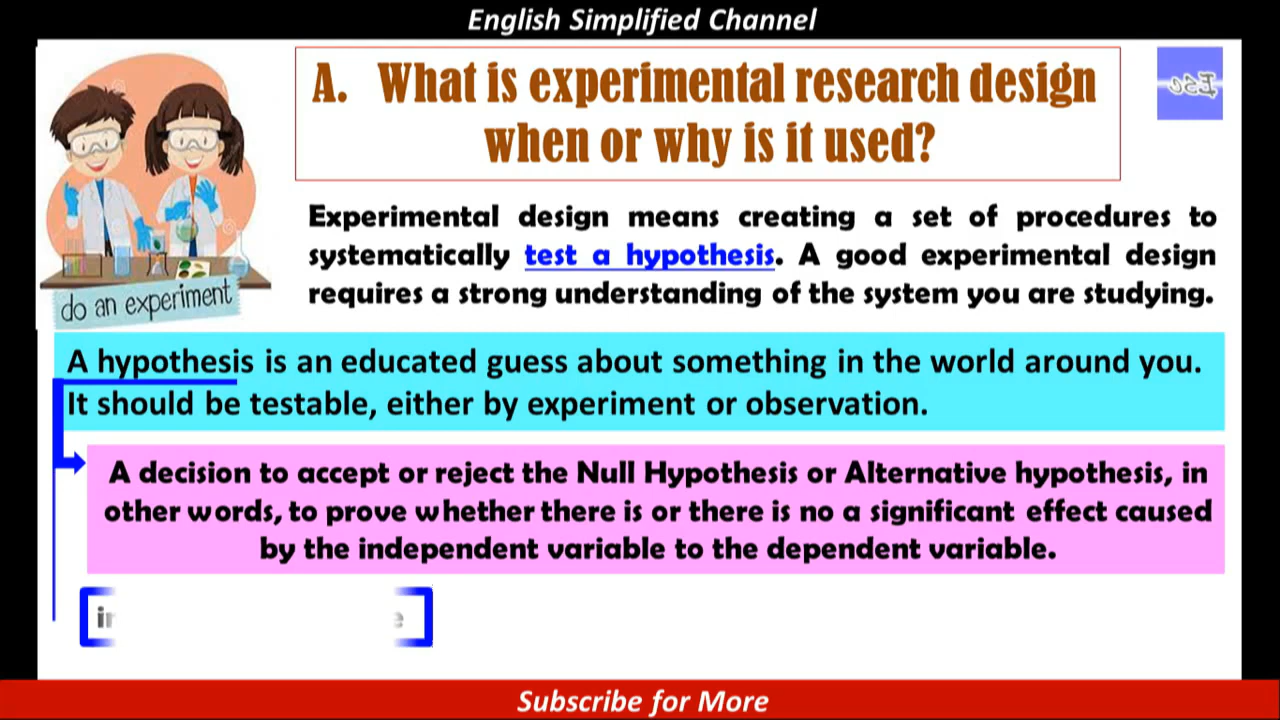 English Simplified Channel
A. What is experimental research design
when or why is it used?
Experimental design means creating a set of procedures to
systematically test a hypothesis. A good experimental design
requires a strong understanding of the system you are studying.
do an experiment
A hypothesis is an educated guess about something in the world around you.
It should be testable, either by experiment or observation.
A decision to accept or reject the Null Hypothesis or Alternative hypothesis, in
other words, to prove whether there is or there is no a significant effect caused
by the independent variable to the dependent variable.
Subscribe for More